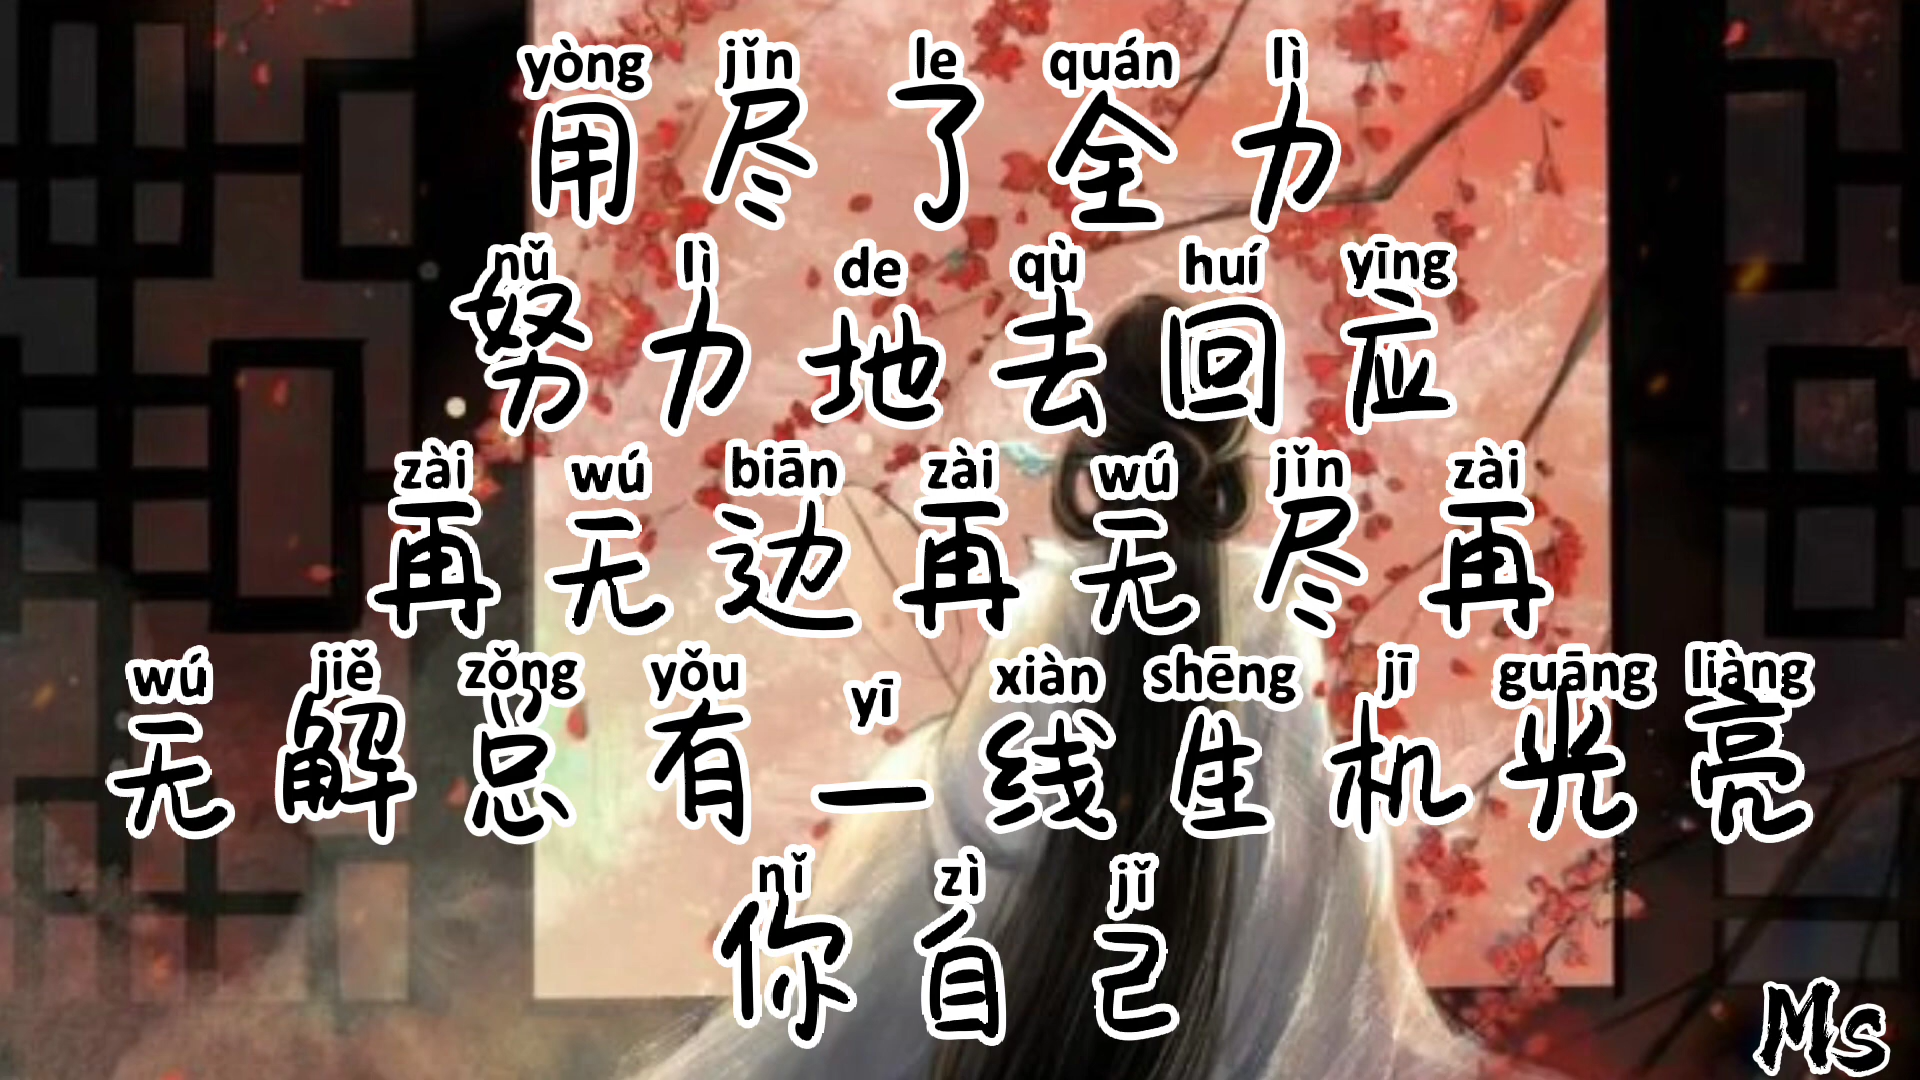 yòng jǐn le quán lì
用尽了全力
nǔ lì de qù huí yīng
努力地去回应
zài wú biān zài wú jǐn zài
再无边再无尽再
wú jiě zǒng yǒu yī xiàn shēng jī guāng liàng
无解总有一线生机光亮
nǐ zì jǐ
你自己
Ms